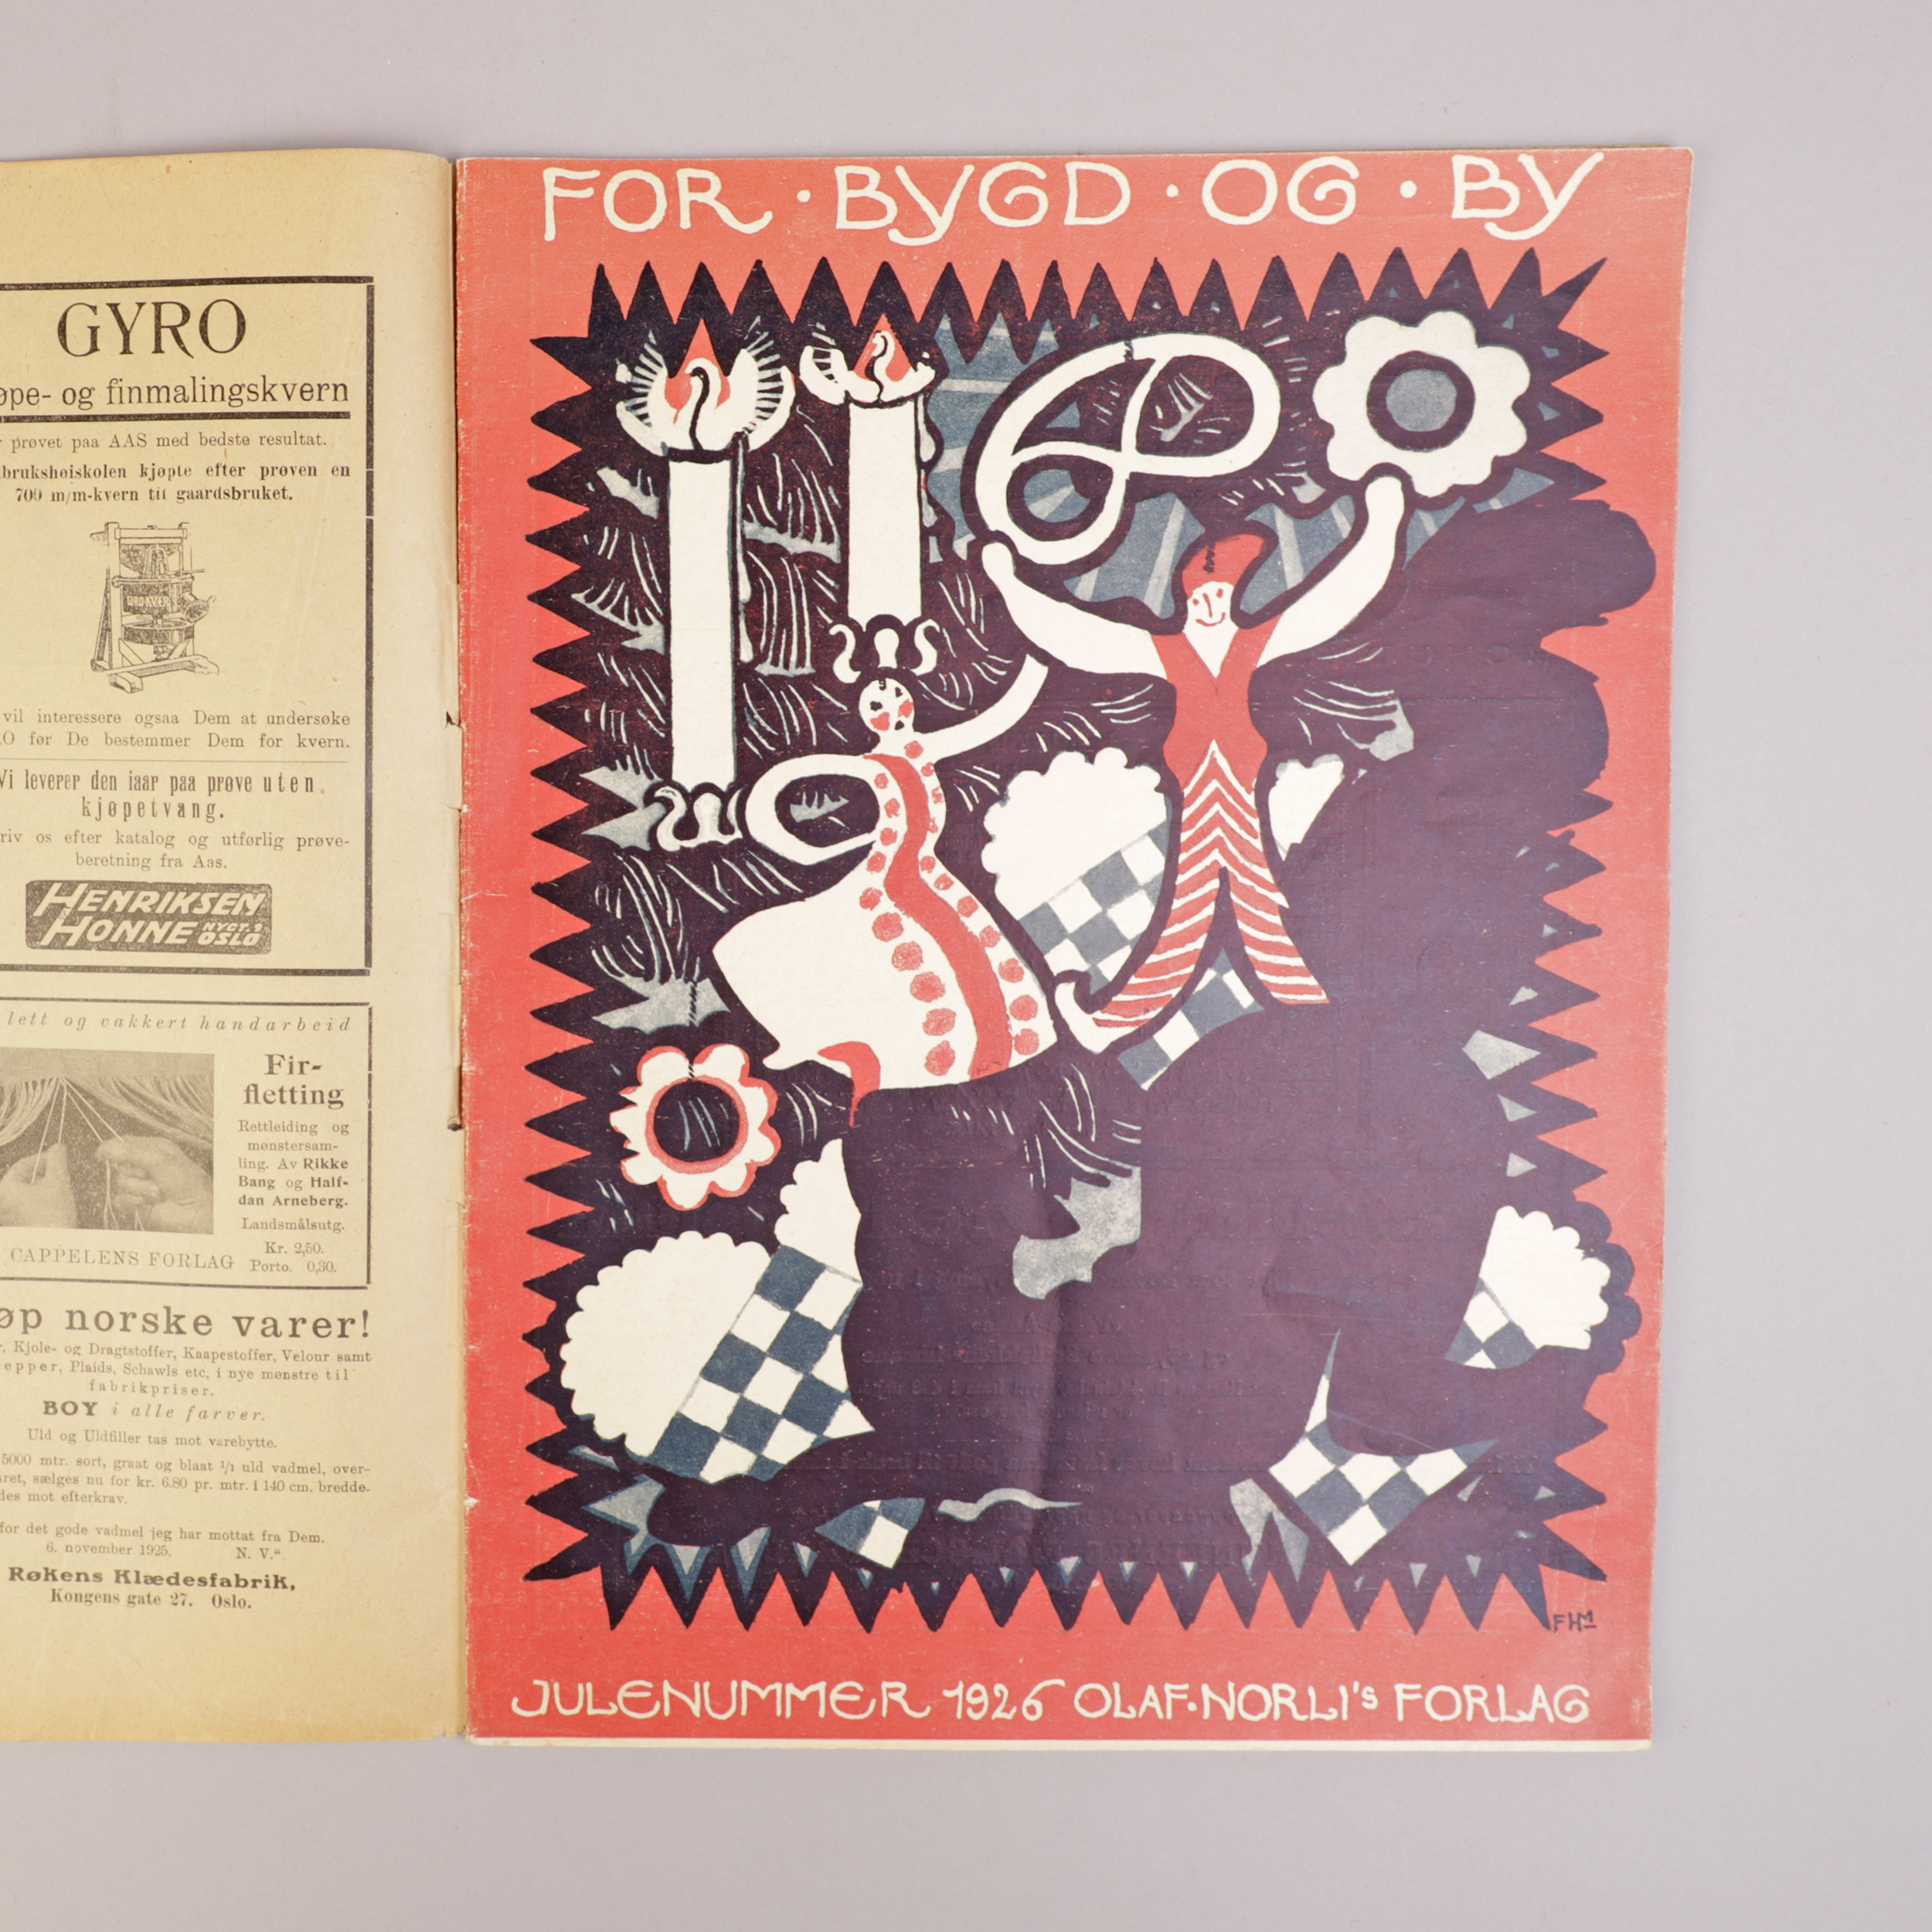 GYRO
og finmalingskvern
prøvet paa AAS med bedste resultat.
kjøpte efter prøven en
700 m/m-kvern til gaardsbruket.
vil interessere ogsaa Dem at undersøke
før De bestemmer Dem for kvern.
Vi leverer den iaar paa prøve uten
kjøpetvang.
os efter katalog og utførlig prøve-
beretning fra Aas.
HENRIKSEN
HONNE NYGT. 9
OSLO
lett og vakkert handarbeid
Fir-
fletting
Rettleiding og
mønstersam-
ling. Av Rikke
Bang og Half-
dan Arneberg.
Landsmålsutg.
Kr. 2,50.
Porto. 0,30.
CAPPELENS FORLAG
norske varer!
Kjole- og Dragtstoffer, Kaapestoffer, Velour samt
Plaids, Schawls etc, i nye mønstre til
fabrikpriser.
BOY i alle farver.
Uld og Uldfiller tas mot varebytte.
5000 mtr. sort, graat og blaat 1/1 uld vadmel, over-
sælges nu for kr. 6.80 pr. mtr. i 140 cm. bredde.
mot efterkrav.
for det gode vadmel jeg har mottat fra Dem.
6. november 1925. N. V.“
Røkens Klædesfabrik,
Kongens gate 27. Oslo.
FOR · BYGD · OG · BY
FHM
JULENUMMER 1926 OLAF·NORLI's FORLAG